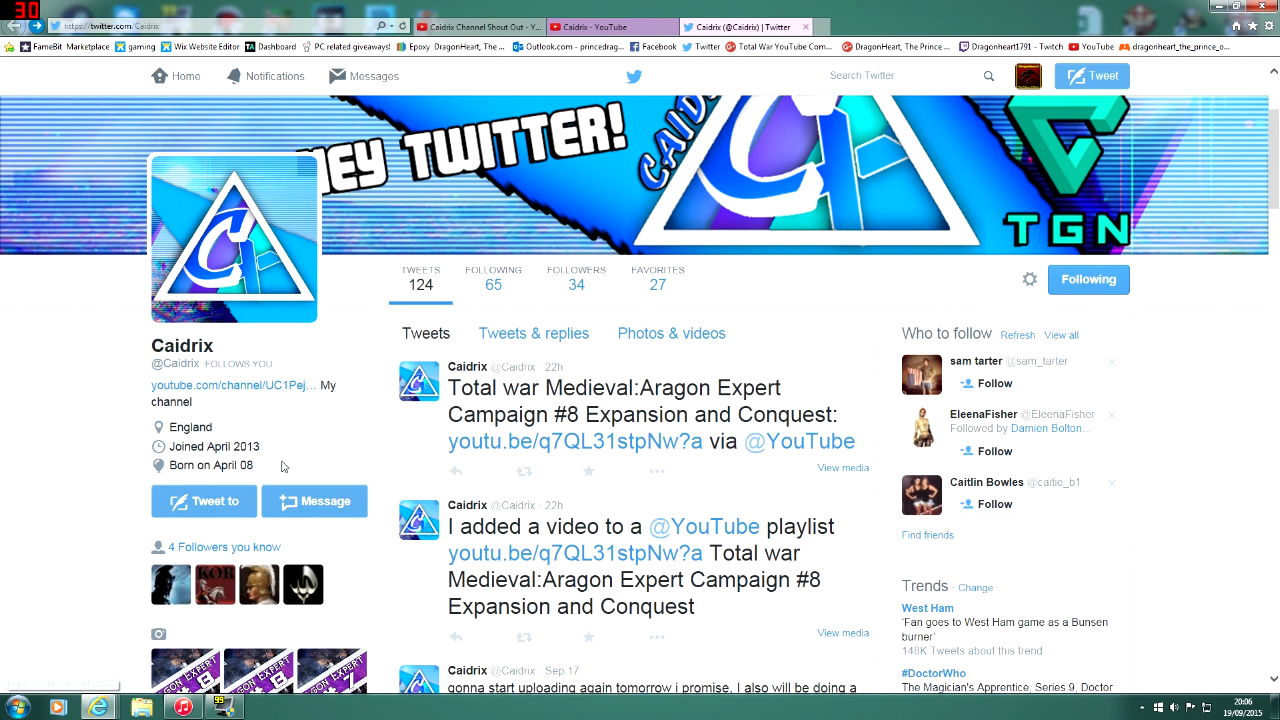 30
https://twitter.com/Caidrix
Caidrix Channel Shout Out - Y...
Caidrix - YouTube
Caidrix (@Caidrix) | Twitter
FameBit Marketplace
gaming
Wix Website Editor
Dashboard
PC related giveaways!
Epoxy DragonHeart, The ...
Outlook.com - princedrag...
Facebook
Twitter
Total War YouTube Com...
DragonHeart, The Prince ...
Dragonheart1791 - Twitch
YouTube
dragonheart_the_prince_o...
Home
Notifications
Messages
Search Twitter
Tweet
HEY TWITTER!
TGN
TWEETS
124
FOLLOWING
65
FOLLOWERS
34
FAVORITES
27
Following
Caidrix
@Caidrix FOLLOWS YOU
youtube.com/channel/UC1Pej... My
channel
England
Joined April 2013
Born on April 08
Tweet to
Message
4 Followers you know
KOR
Tweets
Tweets & replies
Photos & videos
Caidrix @Caidrix · 22h
Total war Medieval:Aragon Expert
Campaign #8 Expansion and Conquest:
youtu.be/q7QL31stpNw?a via @YouTube
View media
Caidrix @Caidrix · 22h
I added a video to a @YouTube playlist
youtu.be/q7QL31stpNw?a Total war
Medieval:Aragon Expert Campaign #8
Expansion and Conquest
View media
Caidrix @Caidrix · Sep 17
gonna start uploading again tomorrow i promise, I also will be doing a
Who to follow
Refresh
View all
sam tarter @sam_tarter
Follow
EleenaFisher @EleenaFisher
Followed by Damien Bolton...
Follow
Caitlin Bowles @caitie_b1
Follow
Find friends
Trends · Change
West Ham
'Fan goes to West Ham game as a Bunsen
burner'
148K Tweets about this trend
#DoctorWho
The Magician's Apprentice, Series 9, Doctor
20:06
19/09/2015